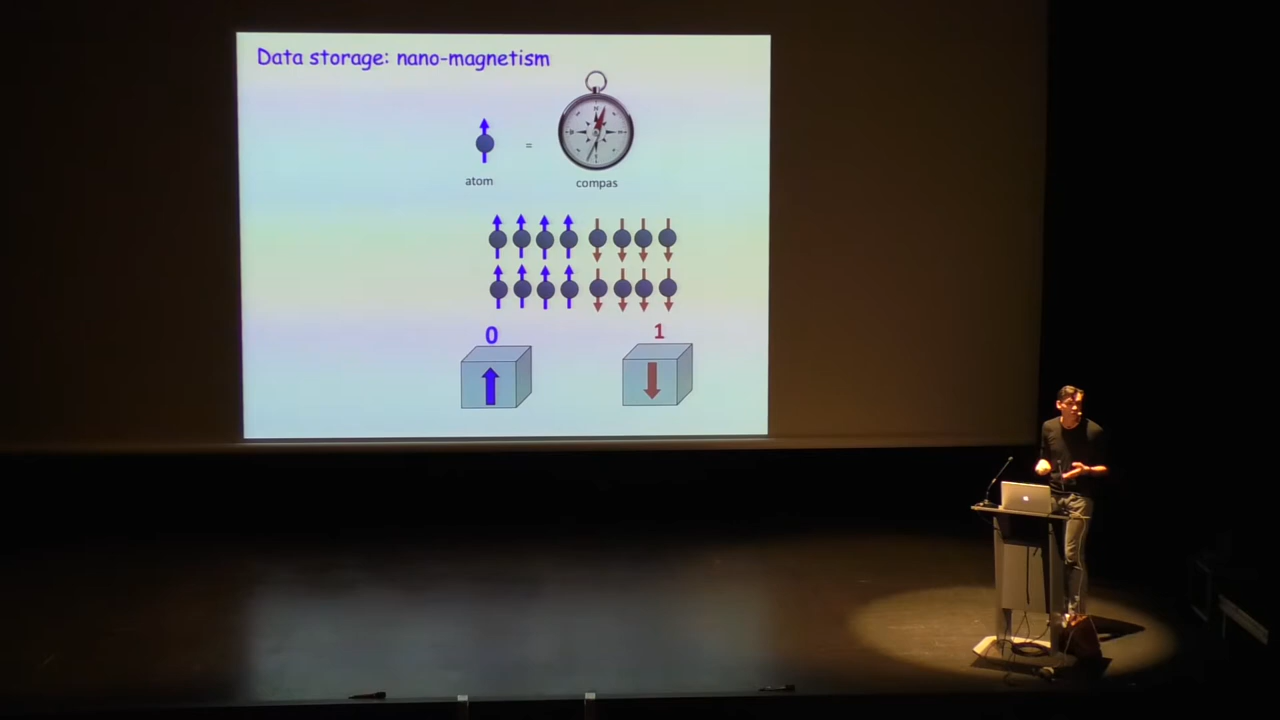 Data storage: nano-magnetism
=
atom
compas
0
1